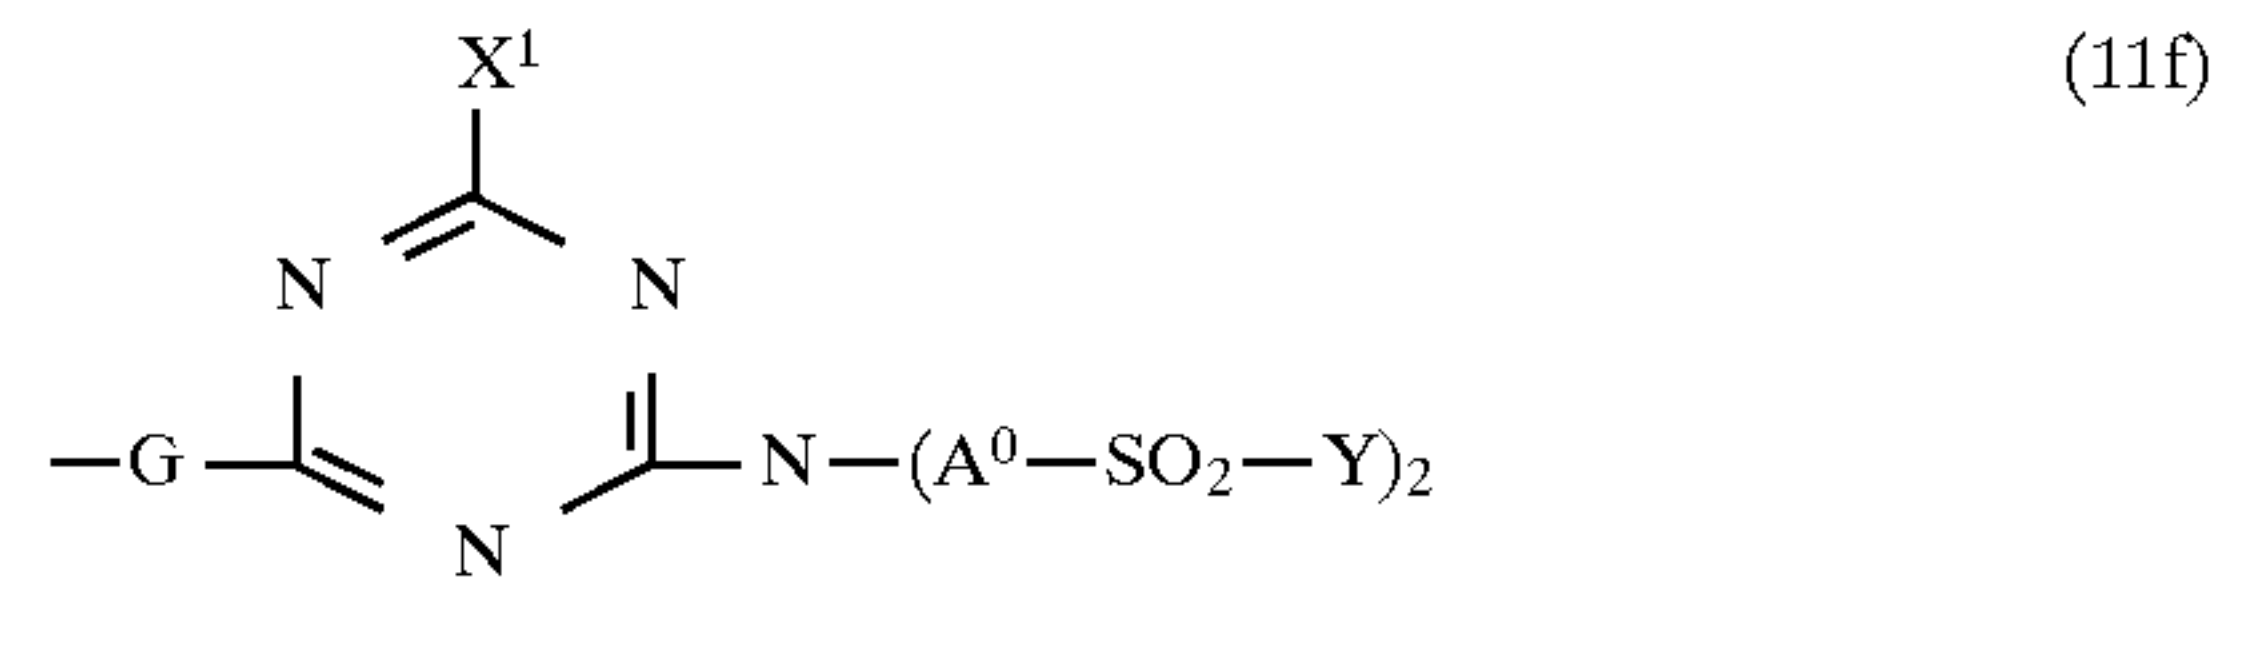 X¹ (11f)
N N
—G N—(A⁰—SO₂—Y)₂
N